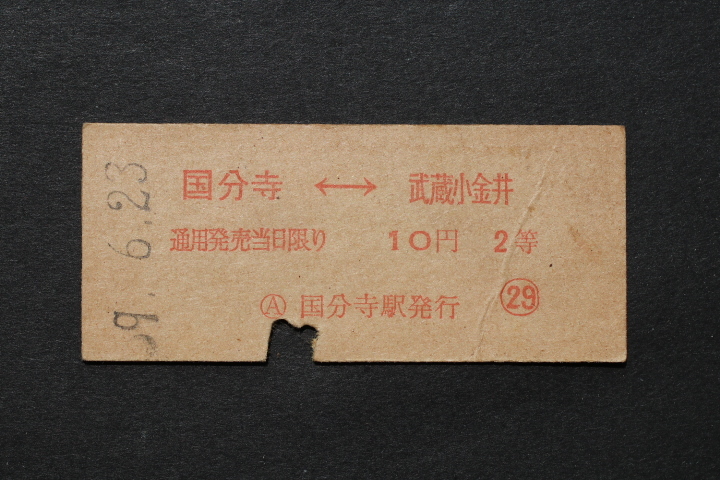 国分寺 ←→ 武蔵小金井
通用発売当日限り 10円 2等
Ⓐ 国分寺駅発行 ㉙
9. 6.23